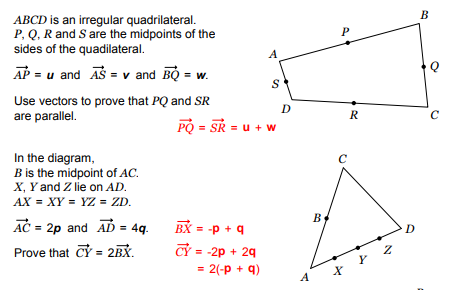 ABCD is an irregular quadrilateral.
P, Q, R and S are the midpoints of the
sides of the quadilateral.
AP = u and AS = v and BQ = w.
Use vectors to prove that PQ and SR
are parallel.
PQ = SR = u + w
A
P
B
Q
S
D
R
C
In the diagram,
B is the midpoint of AC.
X, Y and Z lie on AD.
AX = XY = YZ = ZD.
AC = 2p and AD = 4q.
Prove that CY = 2BX.
BX = -p + q
CY = -2p + 2q
= 2(-p + q)
C
B
D
Z
Y
X
A